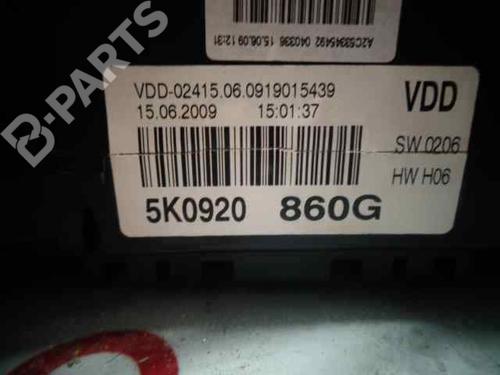 A2C53345492 040336 15.06.09 12:31
VDD-02415.06.0919015439
15.06.2009 15:01:37
VDD
SW 0206
HW H06
5K0920 860G
B-PARTS